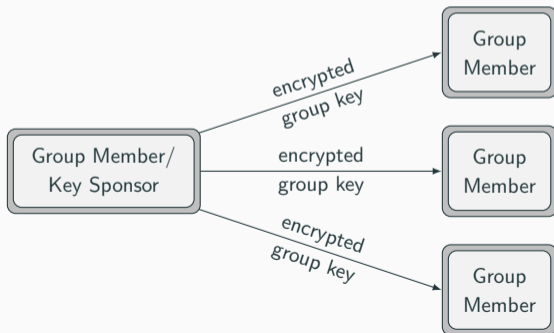 Group Member/
Key Sponsor
encrypted
group key
Group
Member
encrypted
group key
Group
Member
encrypted
group key
Group
Member